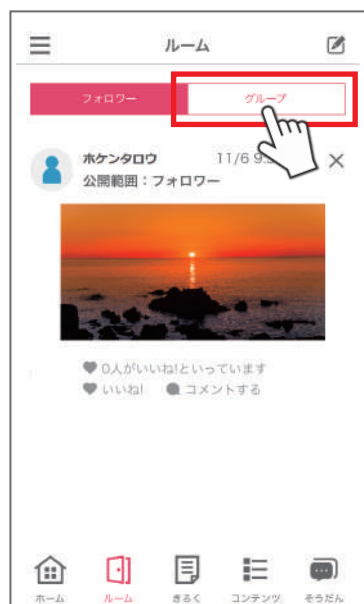 ルーム
フォロワー
グループ
ホケンタロウ 11/6 9:
公開範囲：フォロワー
0人がいいね!といっています
いいね! コメントする
ホーム ルーム きろく コンテンツ そうだん